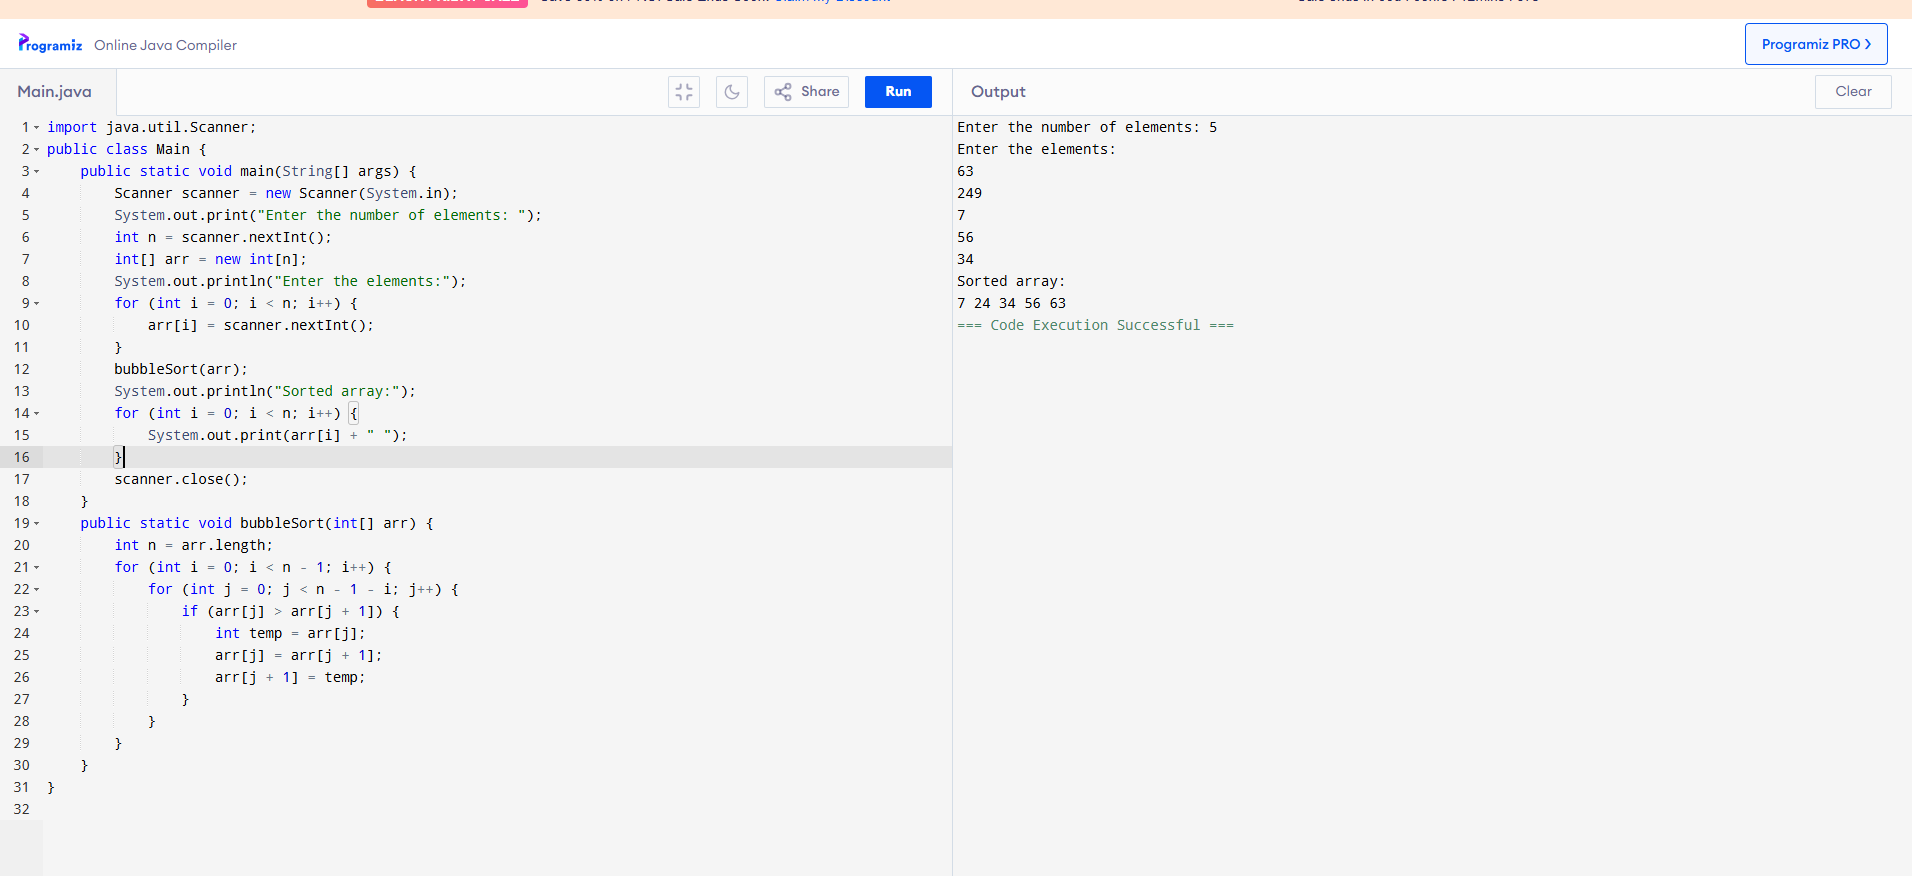 Programiz Online Java Compiler
Programiz PRO
Main.java
Share
Run
Output
Clear
1 import java.util.Scanner;
2 public class Main {
3     public static void main(String[] args) {
4         Scanner scanner = new Scanner(System.in);
5         System.out.print("Enter the number of elements: ");
6         int n = scanner.nextInt();
7         int[] arr = new int[n];
8         System.out.println("Enter the elements:");
9         for (int i = 0; i < n; i++) {
10             arr[i] = scanner.nextInt();
11         }
12         bubbleSort(arr);
13         System.out.println("Sorted array:");
14         for (int i = 0; i < n; i++) {
15             System.out.print(arr[i] + " ");
16         }
17         scanner.close();
18     }
19     public static void bubbleSort(int[] arr) {
20         int n = arr.length;
21         for (int i = 0; i < n - 1; i++) {
22             for (int j = 0; j < n - 1 - i; j++) {
23                 if (arr[j] > arr[j + 1]) {
24                     int temp = arr[j];
25                     arr[j] = arr[j + 1];
26                     arr[j + 1] = temp;
27                 }
28             }
29         }
30     }
31 }
32
Enter the number of elements: 5
Enter the elements:
63
249
7
56
34
Sorted array:
7 24 34 56 63
=== Code Execution Successful ===